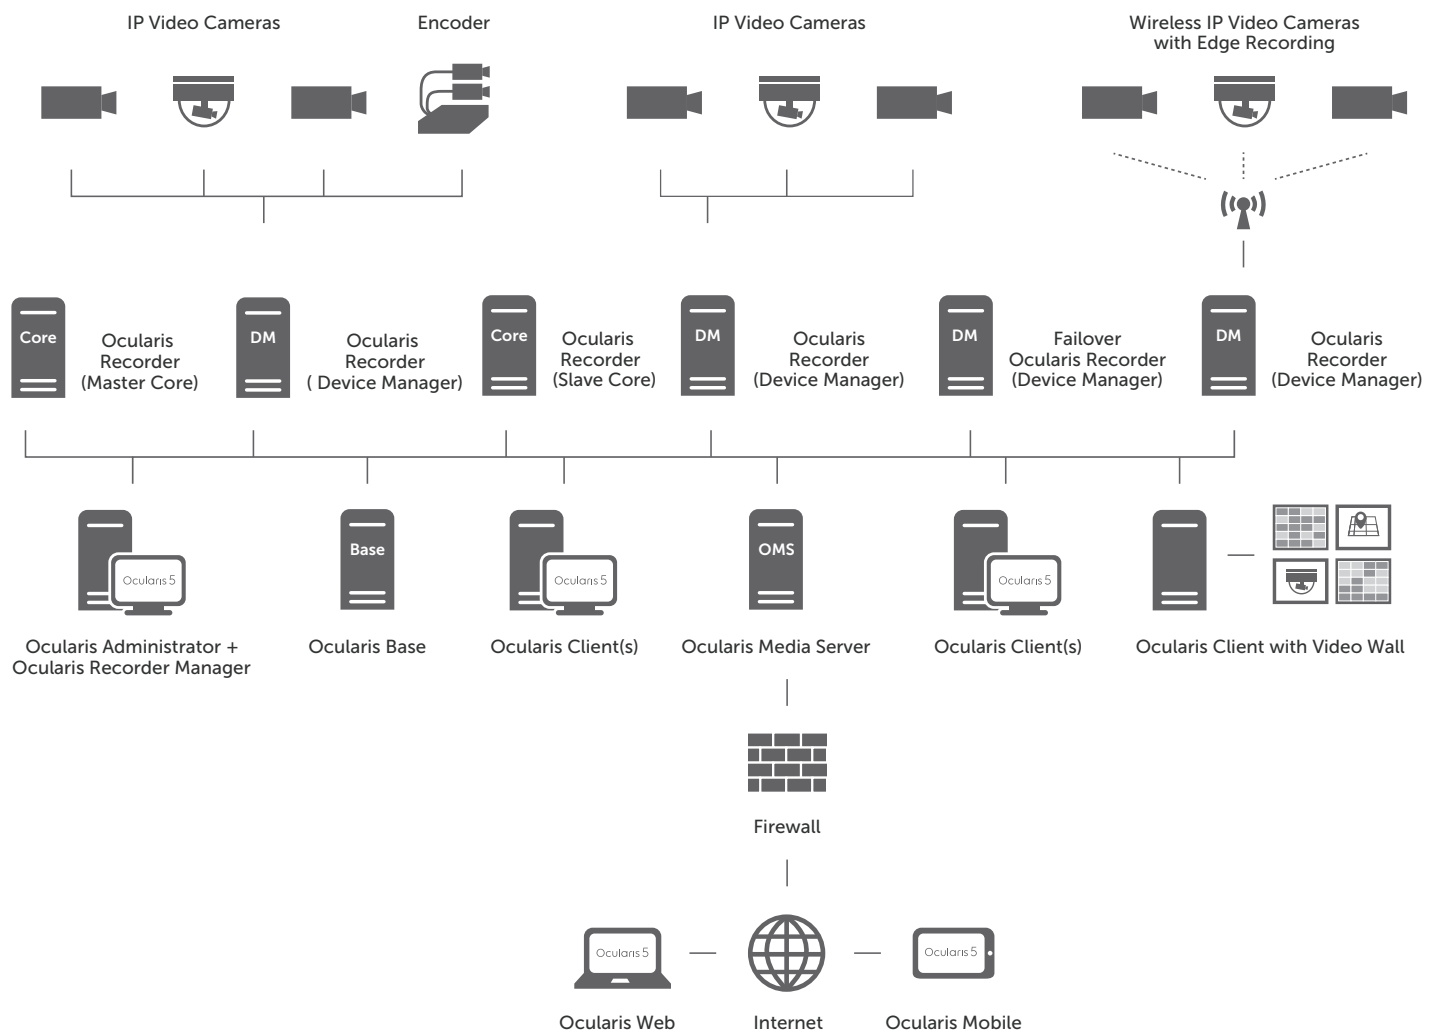 IP Video Cameras
Encoder
IP Video Cameras
Wireless IP Video Cameras
with Edge Recording
Core
Ocularis
Recorder
(Master Core)
DM
Ocularis
Recorder
( Device Manager)
Core
Ocularis
Recorder
(Slave Core)
DM
Ocularis
Recorder
(Device Manager)
DM
Failover
Ocularis Recorder
(Device Manager)
DM
Ocularis
Recorder
(Device Manager)
Ocularis 5
Base
Ocularis 5
OMS
Ocularis 5
Ocularis Administrator +
Ocularis Recorder Manager
Ocularis Base
Ocularis Client(s)
Ocularis Media Server
Ocularis Client(s)
Ocularis Client with Video Wall
Firewall
Ocularis 5
Ocularis 5
Ocularis Web
Internet
Ocularis Mobile